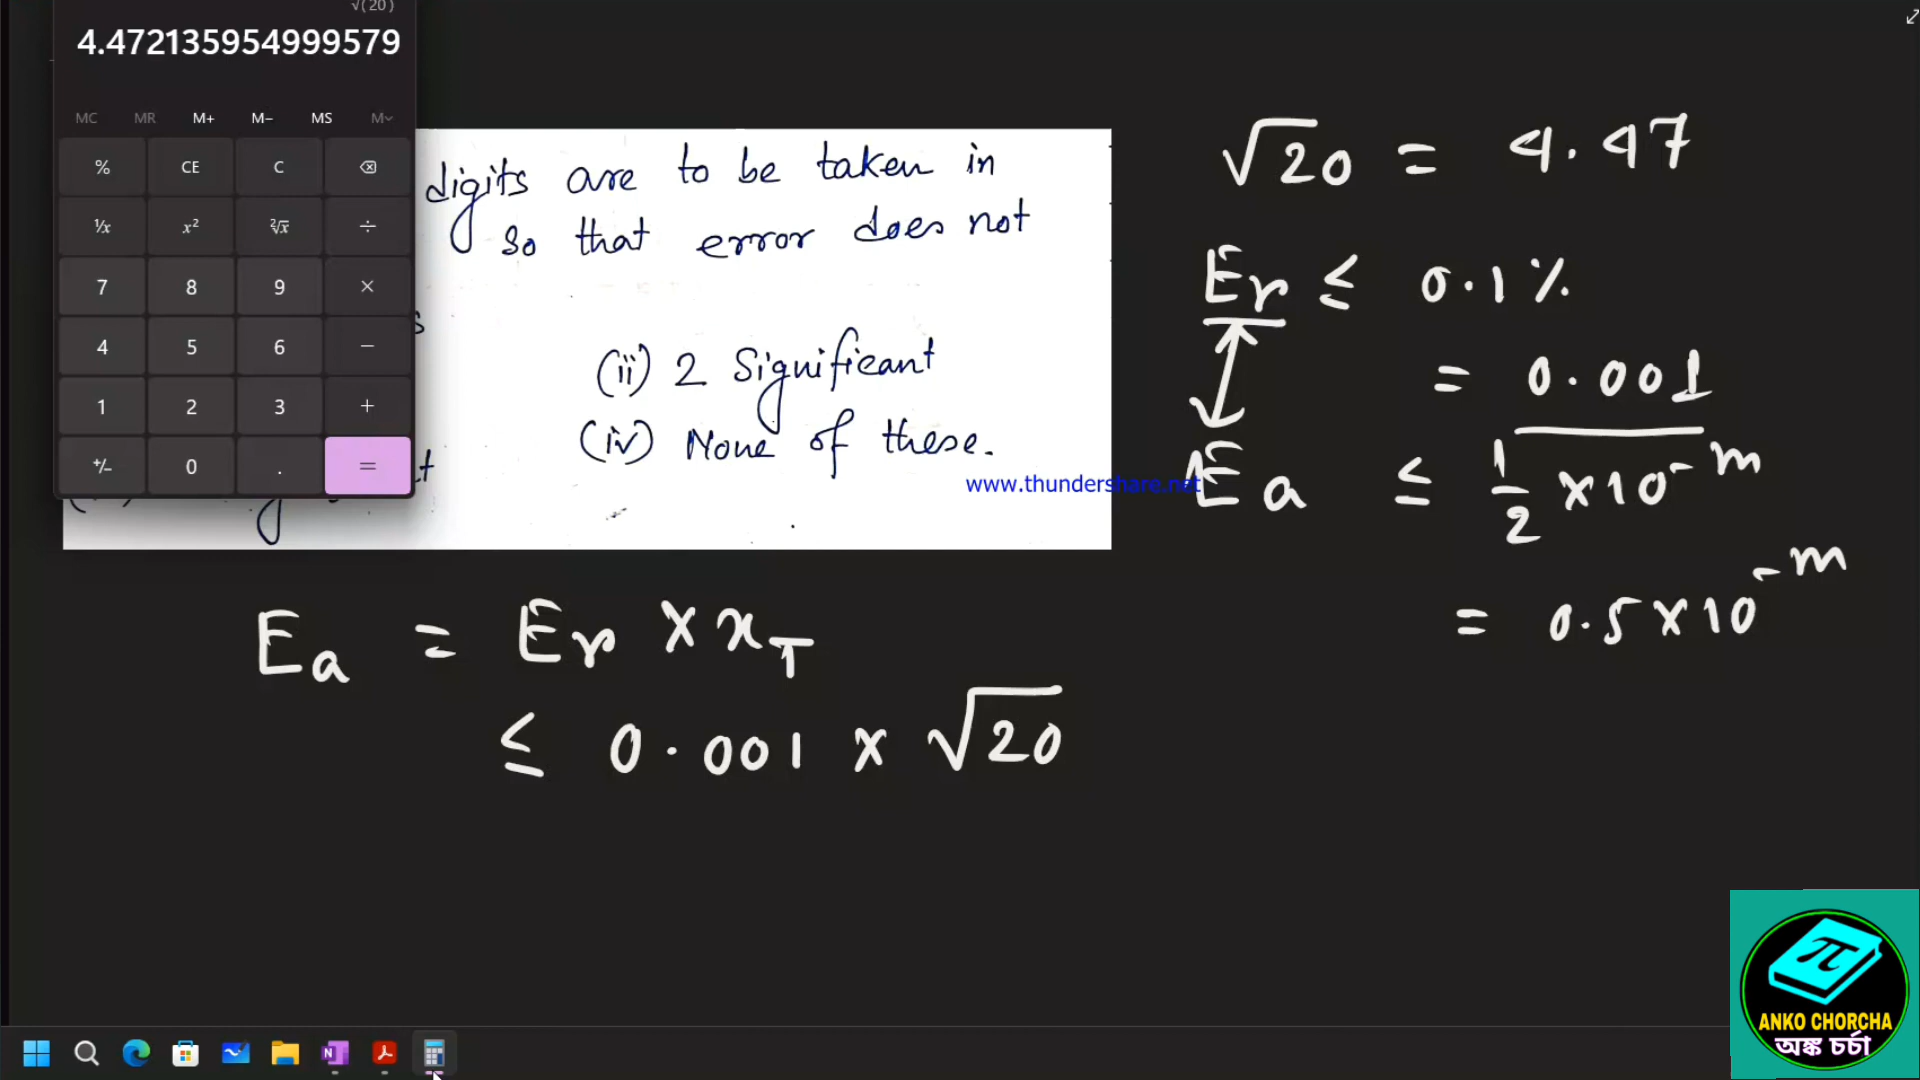 √(20)
4.472135954999579
MC MR M+ M− MS M
% CE C
1/x x² ²√x ÷
7 8 9 ×
4 5 6 −
1 2 3 +
+/− 0 . =
digits are to be taken in
so that error does not
(ii) 2 Significant
(iv) None of these.
www.thundershare.net
√20 = 4.47
Er ≤ 0.1%
= 0.001
Ea ≤ 1/2 × 10^-m
= 0.5 × 10^-m
Ea = Er × x_T
≤ 0.001 × √20
ANKO CHORCHA
অঙ্ক চর্চা